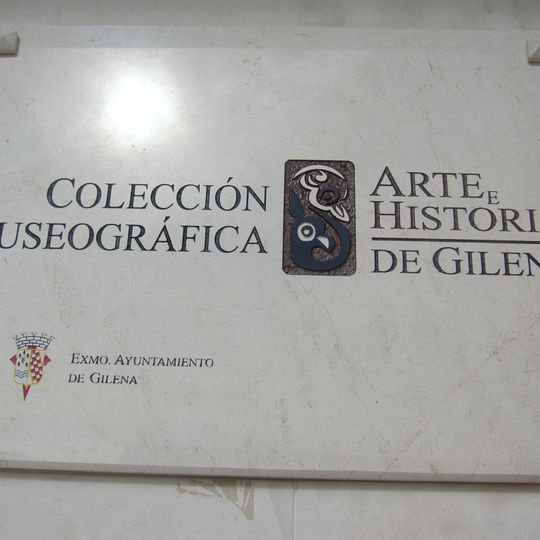 COLECCIÓN
USEOGRÁFICA
ARTE E
HISTORI
DE GILEN
EXMO. AYUNTAMIENTO
DE GILENA